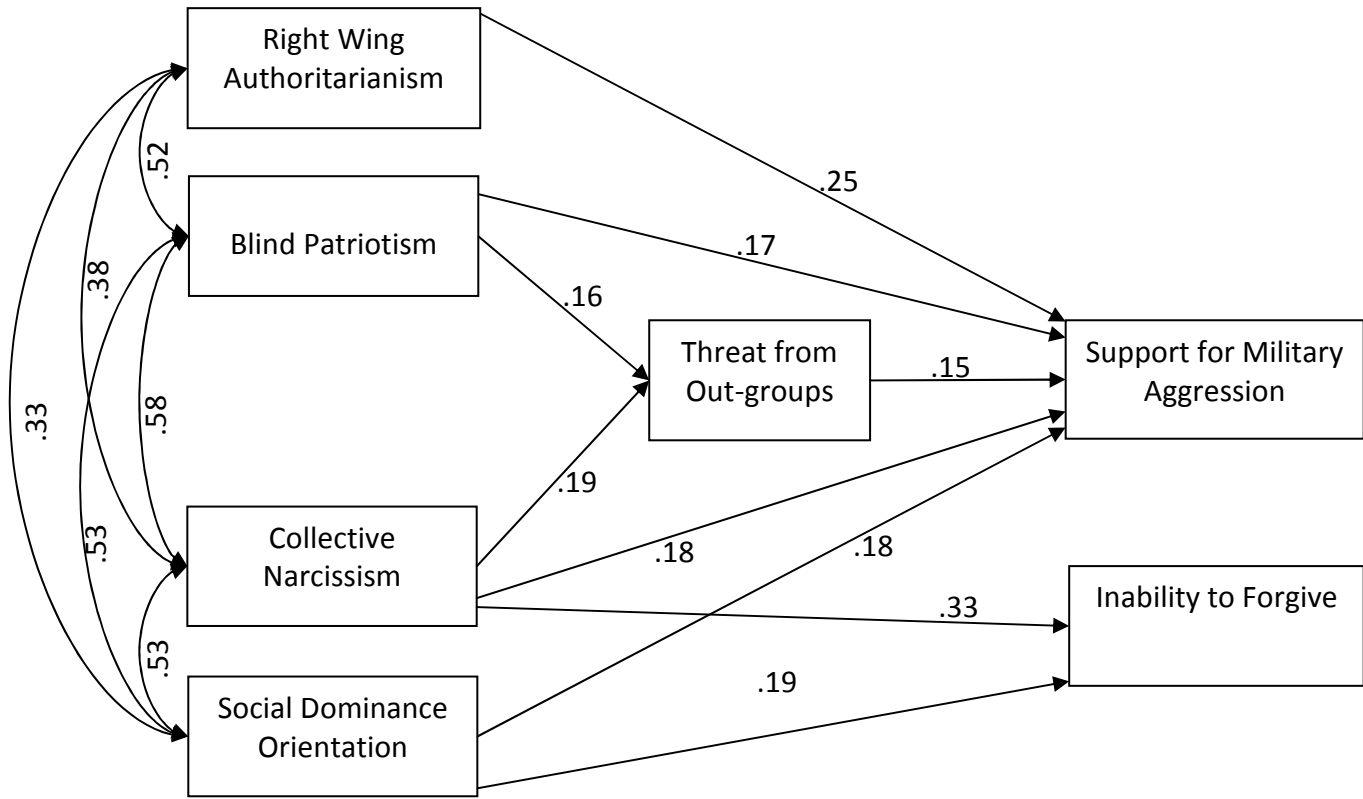 Right Wing
Authoritarianism
.52
.25
Blind Patriotism
.17
.38
.16
Threat from
Out-groups
.15
Support for Military
Aggression
.33
.58
.19
.53
Collective
Narcissism
.18
.18
Inability to Forgive
.33
.53
.19
Social Dominance
Orientation